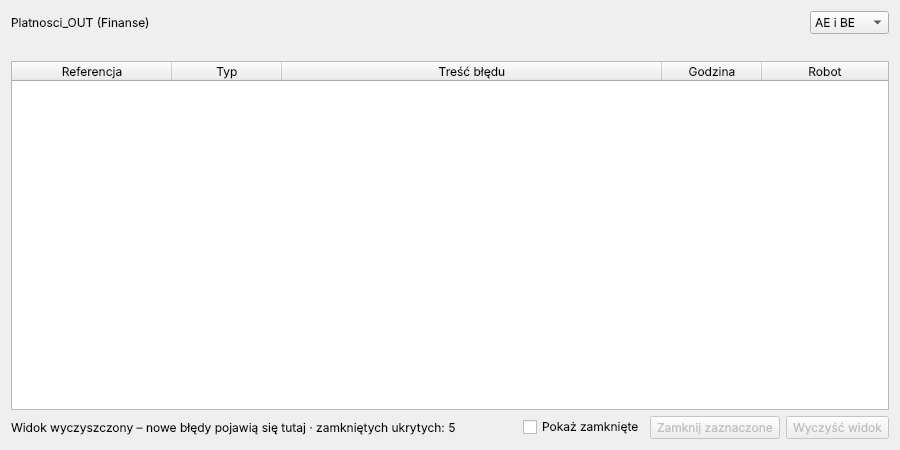 Platnosci_OUT (Finanse)
AE i BE
Referencja Typ Treść błędu Godzina Robot
Widok wyczyszczony – nowe błędy pojawią się tutaj · zamkniętych ukrytych: 5
Pokaż zamknięte
Zamknij zaznaczone
Wyczyść widok